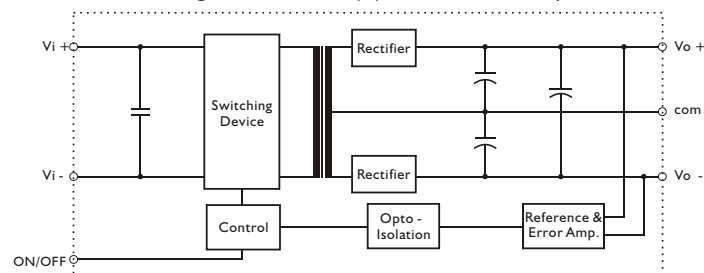 Vi +
Rectifier
Vo +
Switching
Device
com
Vi -
Rectifier
Vo -
Control
Opto -
Isolation
Reference &
Error Amp.
ON/OFF